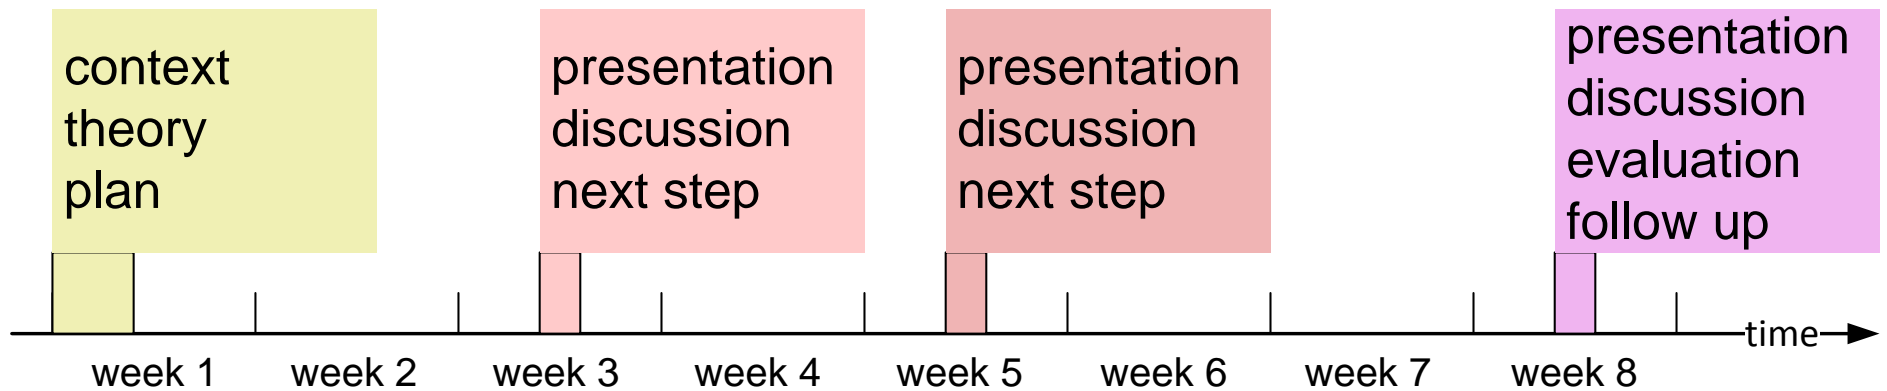 context
theory
plan
presentation
discussion
next step
presentation
discussion
next step
presentation
discussion
evaluation
follow up
time
week 1
week 2
week 3
week 4
week 5
week 6
week 7
week 8